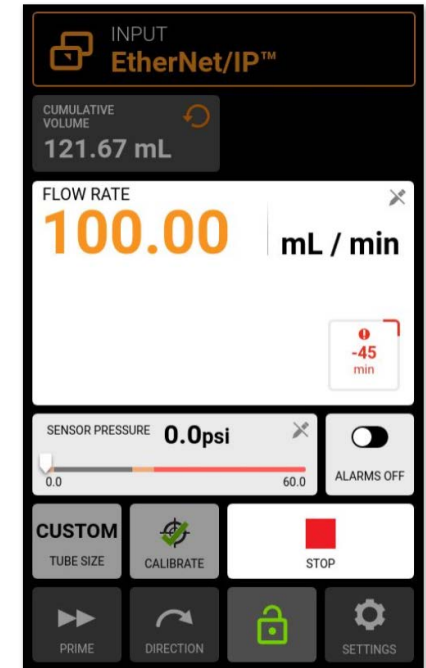 INPUT
EtherNet/IP™
CUMULATIVE
VOLUME
121.67 mL
FLOW RATE
100.00 mL / min
-45
min
SENSOR PRESSURE 0.0psi
0.0 60.0
ALARMS OFF
CUSTOM
TUBE SIZE
CALIBRATE
STOP
PRIME
DIRECTION
SETTINGS